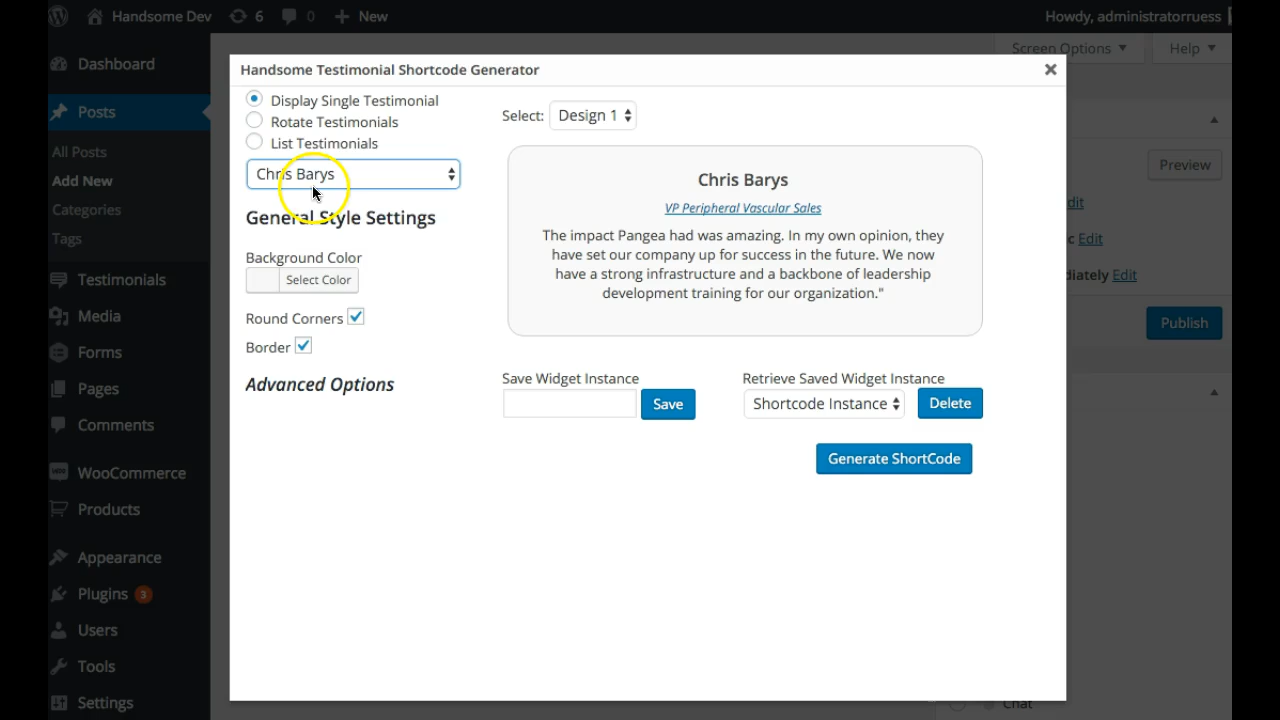 Handsome Dev
6
0
New
Howdy, administratorruess
Screen Options
Help
Dashboard
Posts
All Posts
Add New
Categories
Tags
Testimonials
Media
Forms
Pages
Comments
WooCommerce
Products
Appearance
Plugins 3
Users
Tools
Settings
Handsome Testimonial Shortcode Generator
Display Single Testimonial
Rotate Testimonials
List Testimonials
Chris Barys
General Style Settings
Background Color
Select Color
Round Corners
Border
Advanced Options
Select: Design 1
Chris Barys
VP Peripheral Vascular Sales
The impact Pangea had was amazing. In my own opinion, they
have set our company up for success in the future. We now
have a strong infrastructure and a backbone of leadership
development training for our organization."
Save Widget Instance
Save
Retrieve Saved Widget Instance
Shortcode Instance
Delete
Generate ShortCode
Preview
Edit
Edit
Edit
Publish
Chat